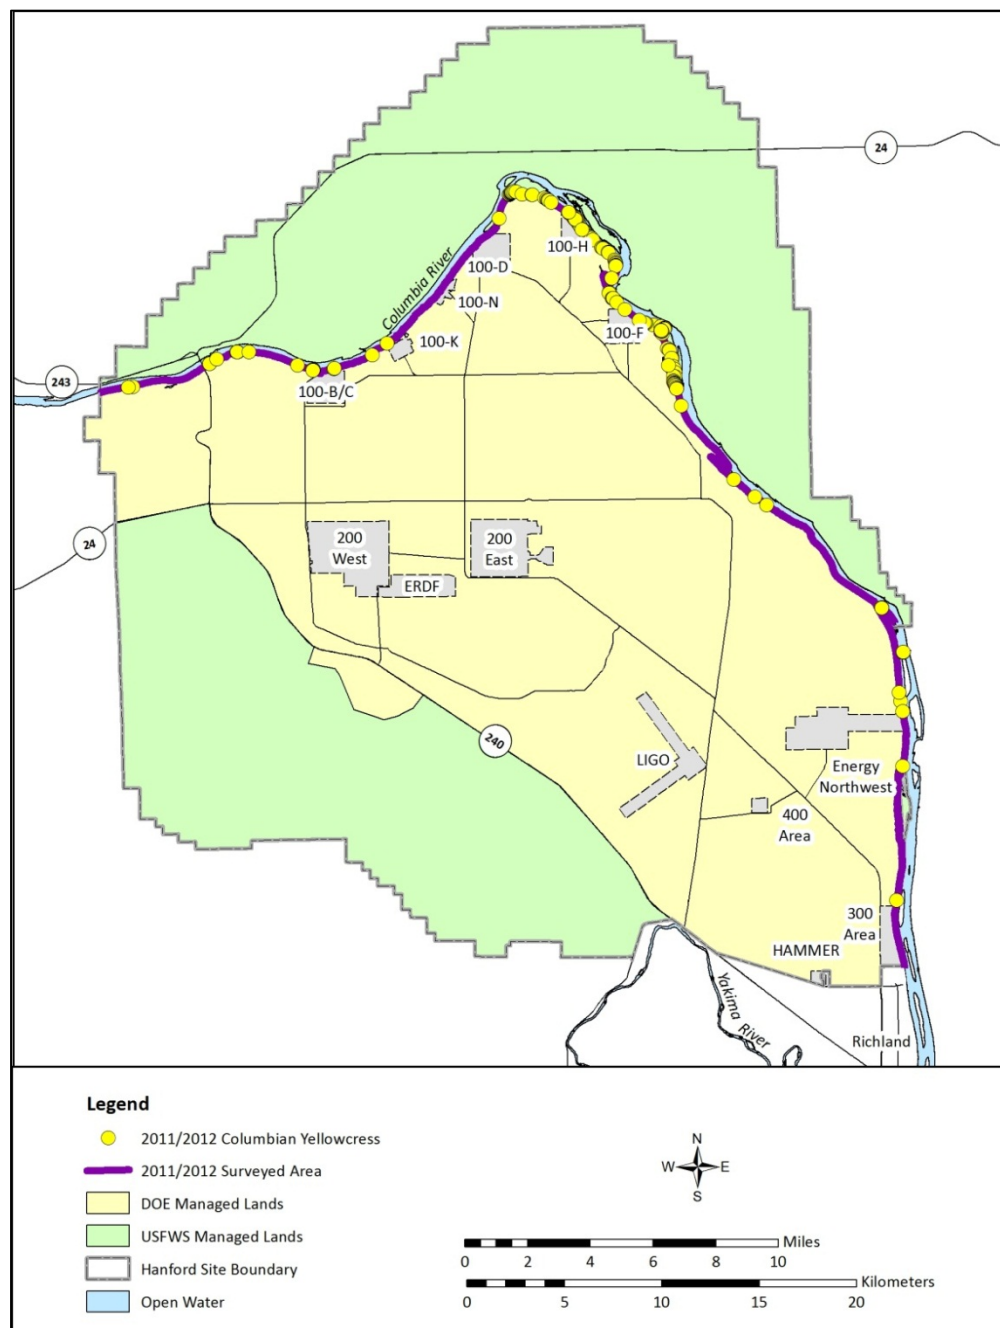 24
Columbia River
100-H
100-D
100-N
100-F
100-K
243
100-B/C
24
200
West
200
East
ERDF
240
LIGO
Energy
Northwest
400
Area
300
Area
HAMMER
Yakima
River
Richland
Legend
2011/2012 Columbian Yellowcress
2011/2012 Surveyed Area
DOE Managed Lands
USFWS Managed Lands
Hanford Site Boundary
Open Water
N
W E
S
Miles
0 2 4 6 8 10
Kilometers
0 5 10 15 20